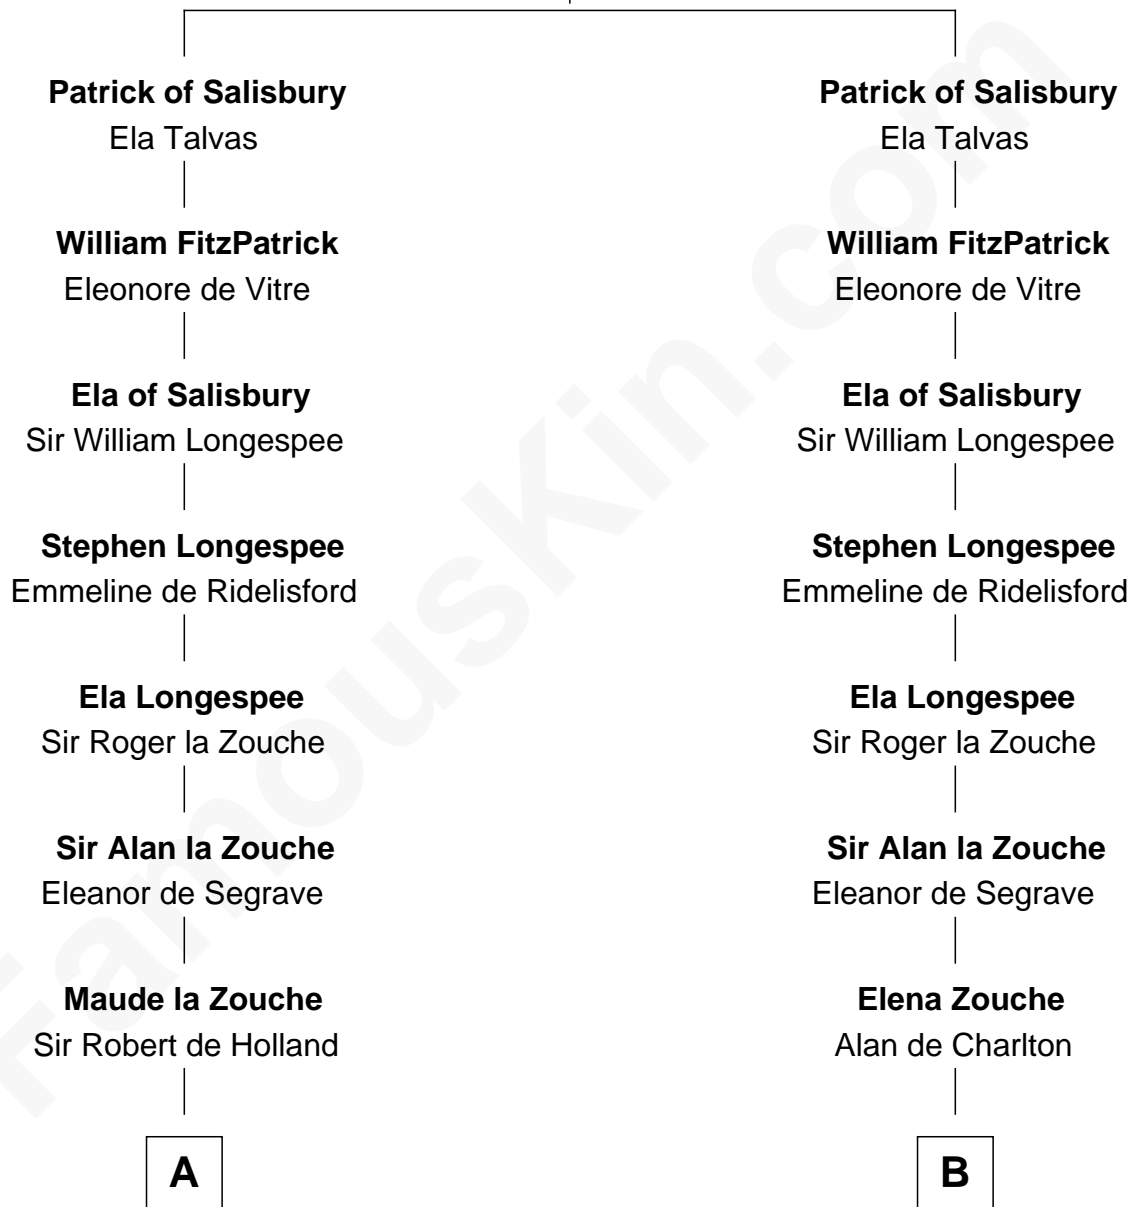 Patrick of Salisbury
Ela Talvas
William FitzPatrick
Eleonore de Vitre
Ela of Salisbury
Sir William Longespee
Stephen Longespee
Emmeline de Ridelisford
Ela Longespee
Sir Roger la Zouche
Sir Alan la Zouche
Eleanor de Segrave
Maude la Zouche
Sir Robert de Holland
A
Patrick of Salisbury
Ela Talvas
William FitzPatrick
Eleonore de Vitre
Ela of Salisbury
Sir William Longespee
Stephen Longespee
Emmeline de Ridelisford
Ela Longespee
Sir Roger la Zouche
Sir Alan la Zouche
Eleanor de Segrave
Elena Zouche
Alan de Charlton
B
FamousKin.com